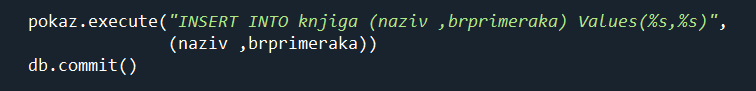 pokaz.execute("INSERT INTO knjiga (naziv ,brprimeraka) Values(%s,%s)",
(naziv ,brprimeraka))
db.commit()